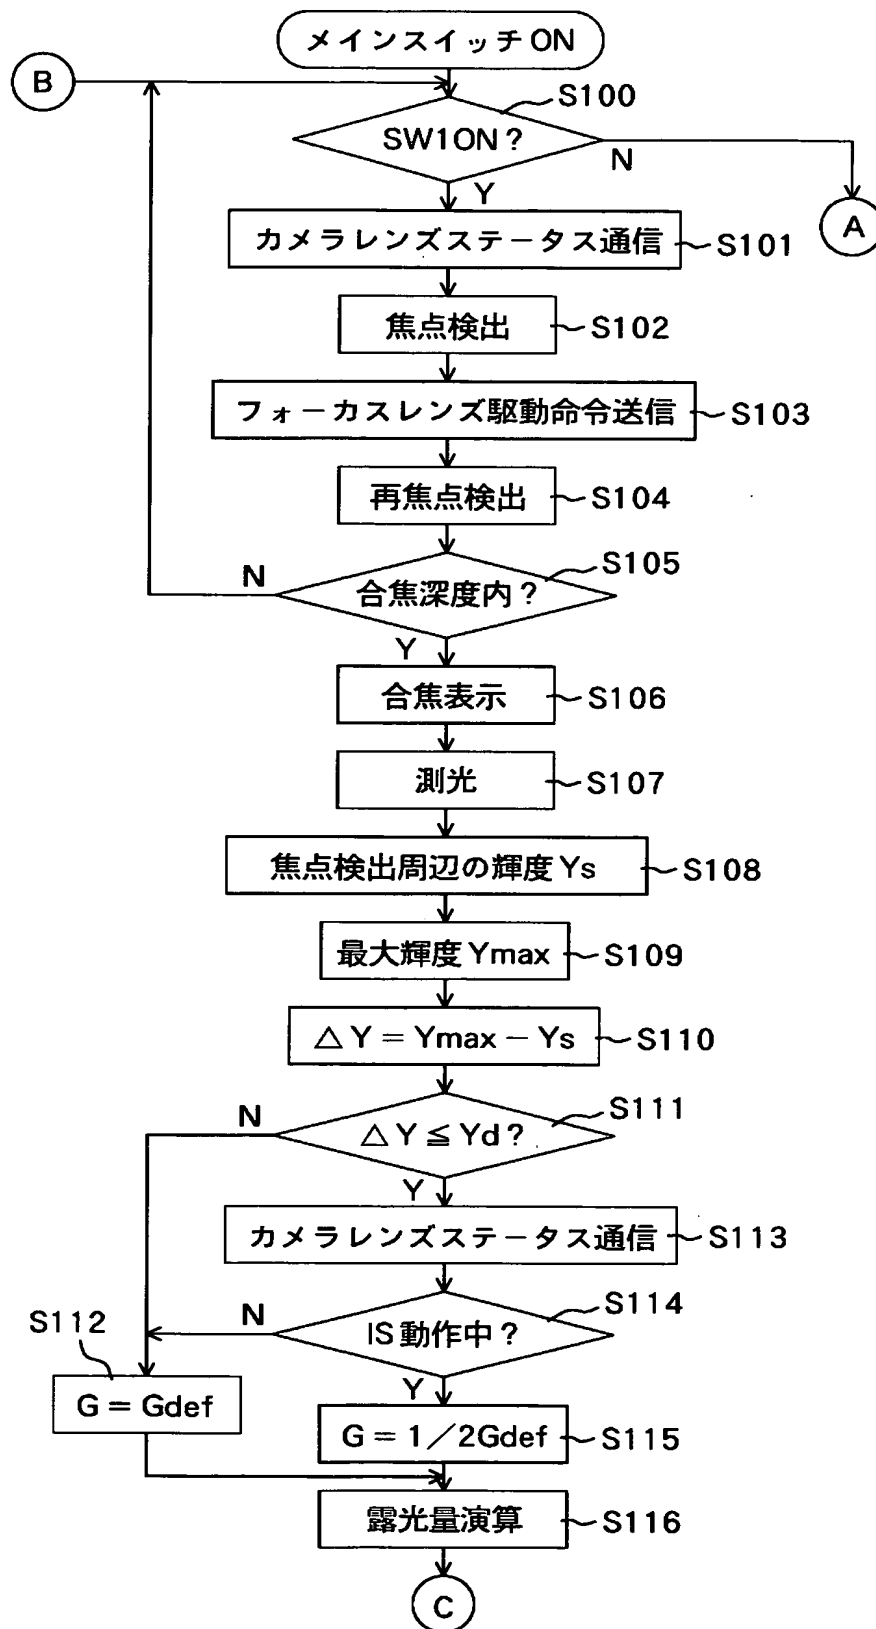 メインスイッチON
B
S100
SW1ON?
N
Y
A
カメラレンズステータス通信
S101
焦点検出
S102
フォーカスレンズ駆動命令送信
S103
再焦点検出
S104
S105
N
合焦深度内?
Y
合焦表示
S106
測光
S107
焦点検出周辺の輝度Ys
S108
最大輝度Ymax
S109
△Y=Ymax-Ys
S110
S111
N
△Y≦Yd?
Y
カメラレンズステータス通信
S113
S114
S112
N
IS動作中?
Y
G=Gdef
G=1/2Gdef
S115
露光量演算
S116
C